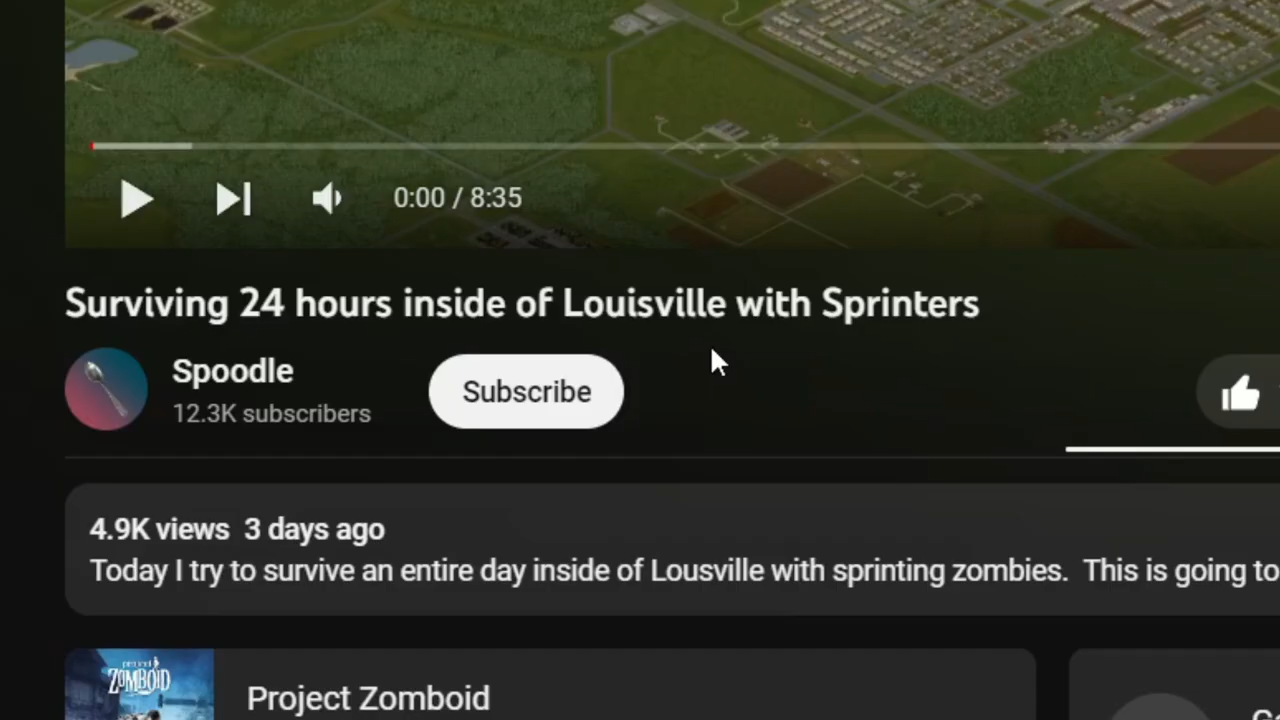 0:00 / 8:35
Surviving 24 hours inside of Louisville with Sprinters
Spoodle
Subscribe
12.3K subscribers
4.9K views 3 days ago
Today I try to survive an entire day inside of Lousville with sprinting zombies. This is going to
PROJECT
ZOMBOID
Project Zomboid